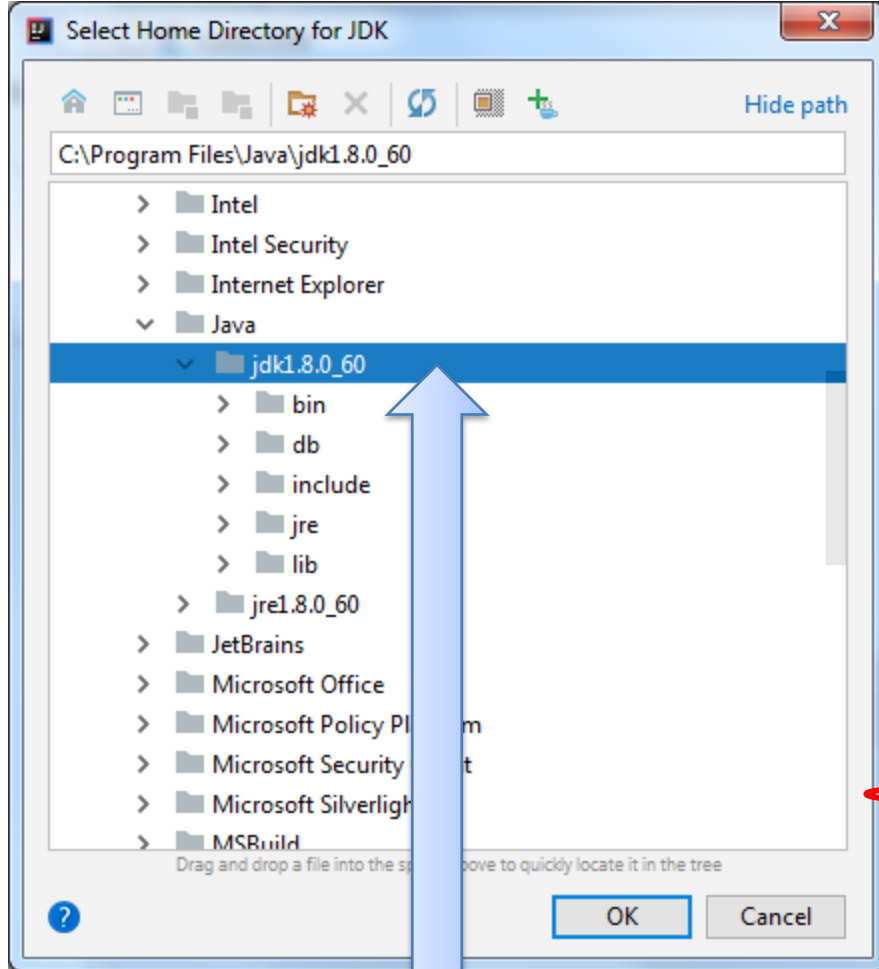 Select Home Directory for JDK
Hide path
C:\Program Files\Java\jdk1.8.0_60
Intel
Intel Security
Internet Explorer
Java
jdk1.8.0_60
bin
db
include
jre
lib
jre1.8.0_60
JetBrains
Microsoft Office
Microsoft Policy Pl m
Microsoft Security t
Microsoft Silverligh
MSBuild
Drag and drop a file into the sp ove to quickly locate it in the tree
?
OK Cancel